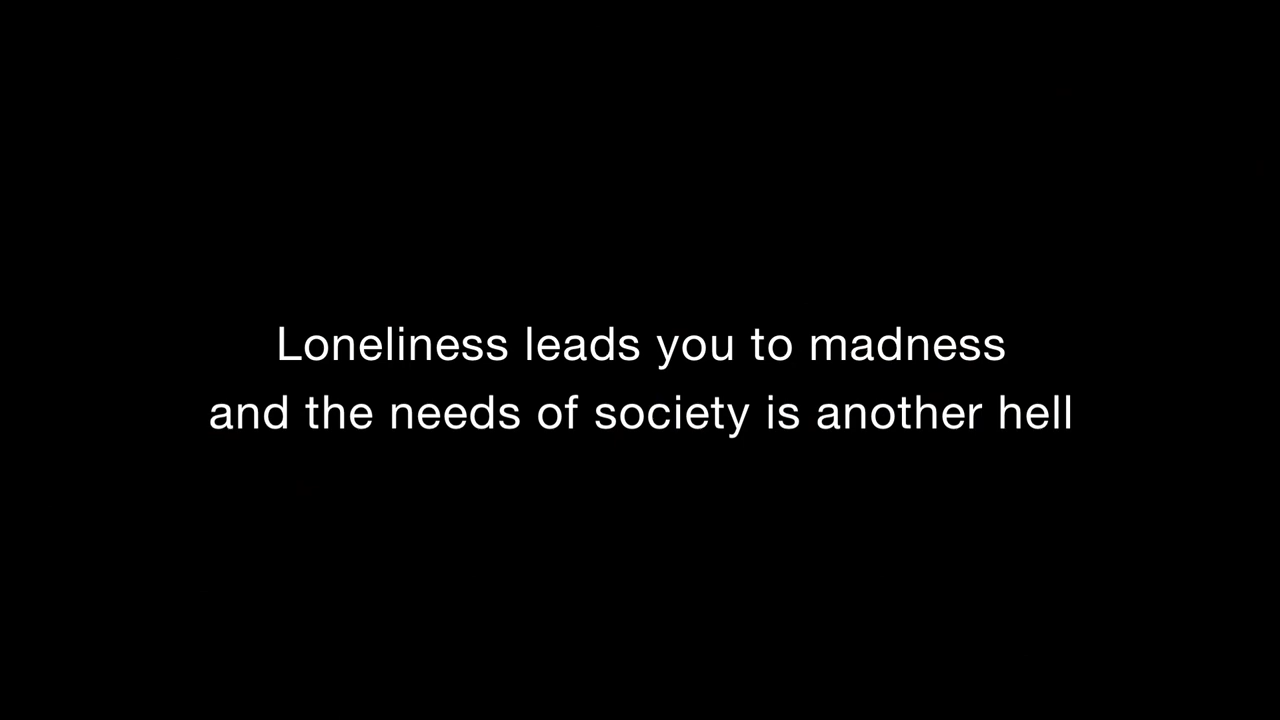 Loneliness leads you to madness
and the needs of society is another hell